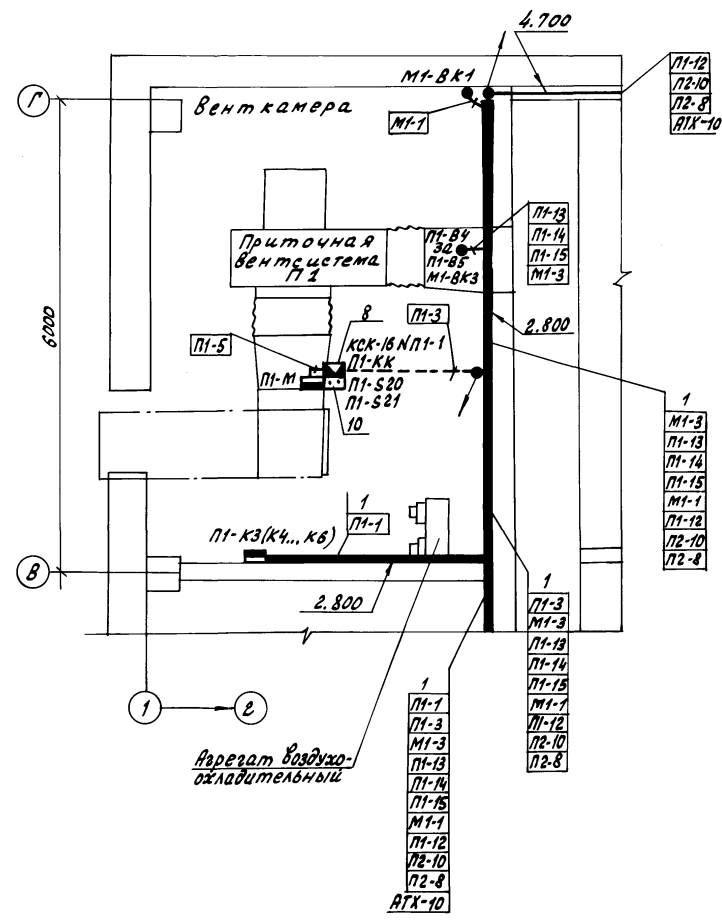 4.700
М1-ВК1
П1-12
П2-10
П2-8
АТХ-10
Г
Венткамера
М1-1
П1-13
П1-14
П1-15
М1-3
Приточная
вентсистема
П1
П1-В4
3а
П1-В5
М1-ВК3
6000
8
П1-3
2.800
П1-5
КСК-16 N П1-1
П1-КК
П1-М
П1-S20
П1-S21
10
1
М1-3
П1-13
П1-14
П1-15
М1-1
П1-12
П2-10
П2-8
1
П1-1
П1-К3(К4..,К6)
В
2.800
1
П1-3
М1-3
П1-13
П1-14
П1-15
М1-1
П1-12
П2-10
П2-8
1
2
1
П1-1
П1-3
М1-3
П1-13
П1-14
П1-15
М1-1
П1-12
П2-10
П2-8
АТХ-10
Агрегат воздухо-
охладительный